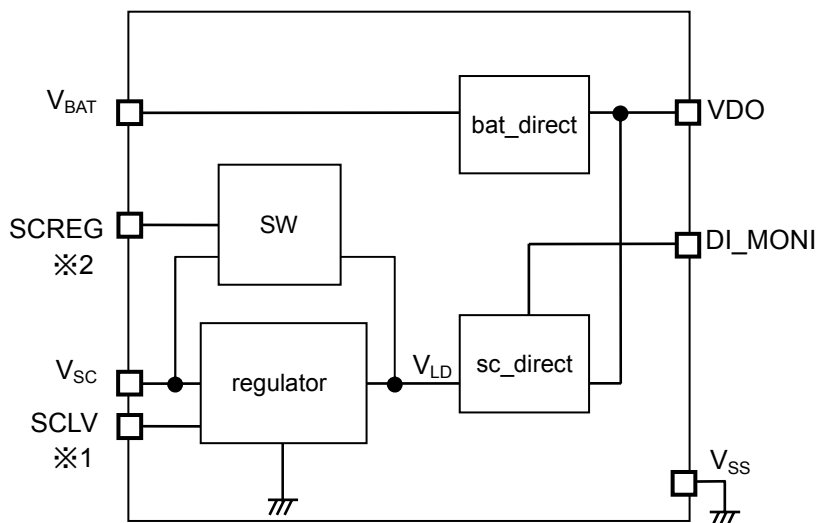 VBAT
bat_direct
VDO
SCREG
※2
SW
DI_MONI
VSC
regulator
VLD
sc_direct
SCLV
※1
VSS